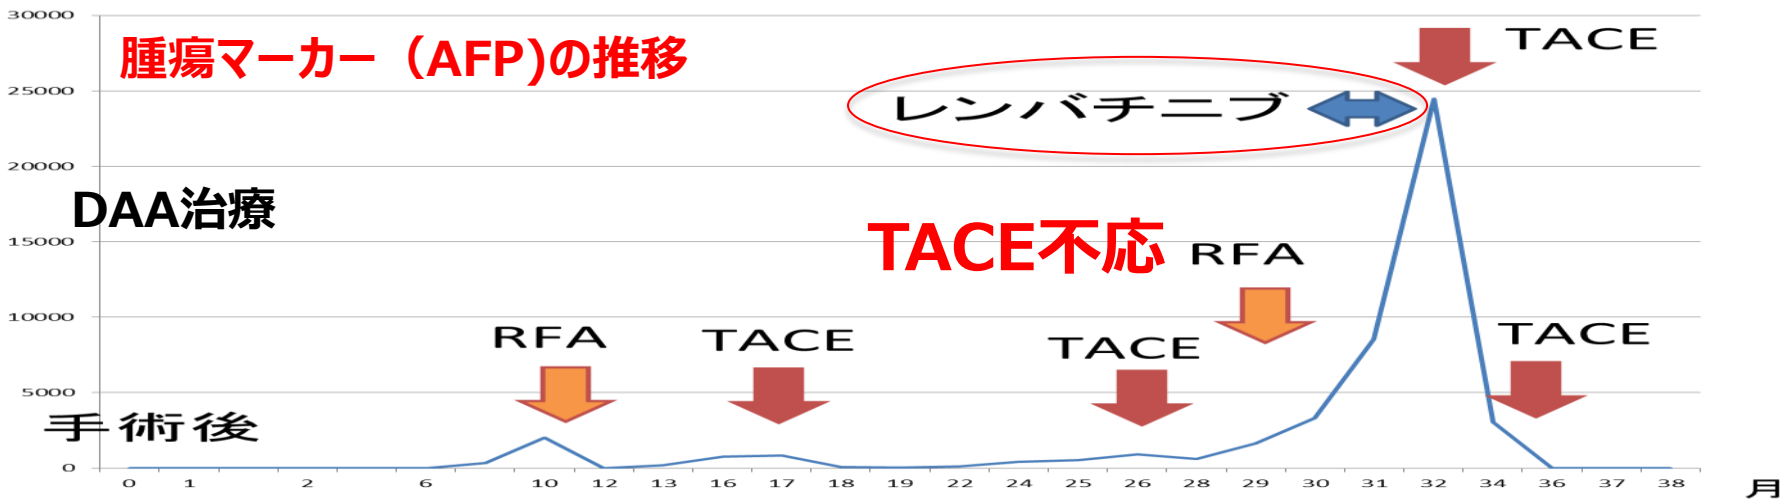 30000
腫瘍マーカー（AFP)の推移
TACE
25000
レンバチニブ
20000
DAA治療
15000
TACE不応
RFA
10000
RFA
TACE
TACE
TACE
5000
手術後
0
0 1 2 6 10 12 13 16 17 18 19 22 24 25 26 28 29 30 31 32 34 36 37 38 月